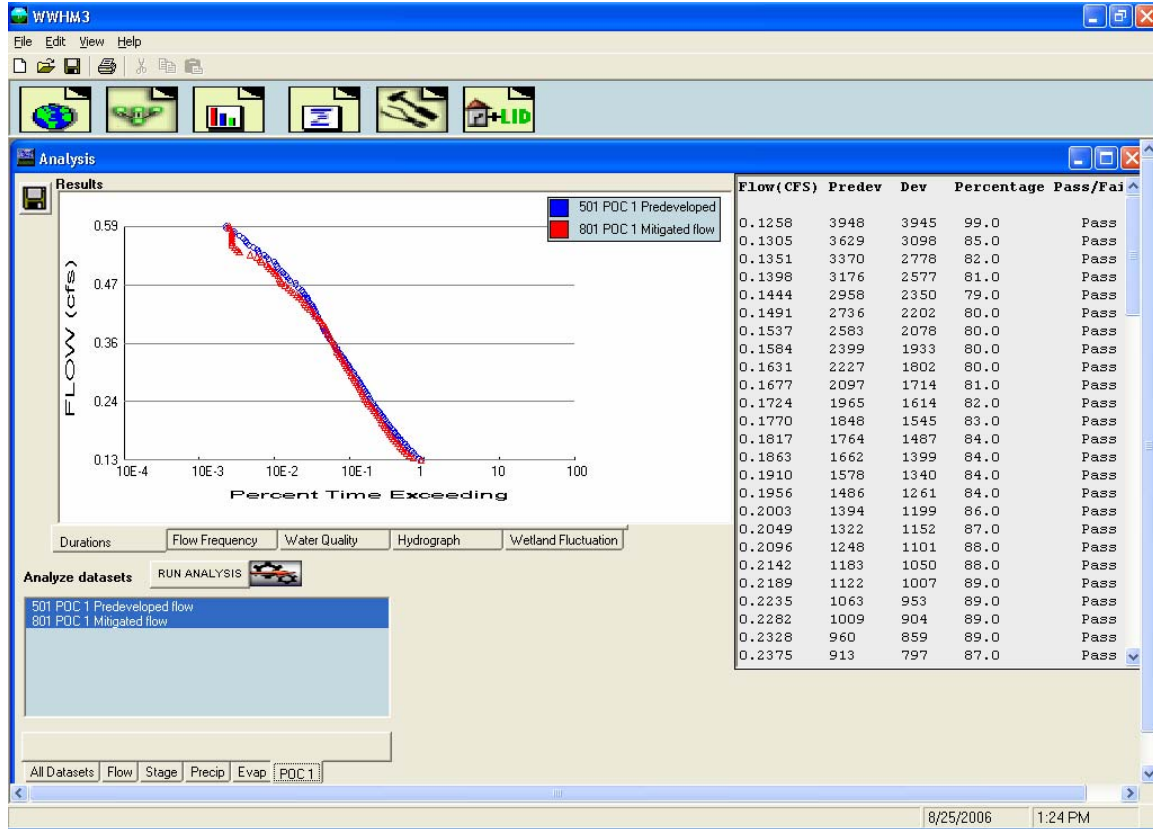 WWHM3
File Edit View Help
+LID
Analysis
Results
501 POC 1 Predeveloped
801 POC 1 Mitigated flow
0.59
0.47
0.36
0.24
0.13
FLOW (cfs)
10E-4 10E-3 10E-2 10E-1 1 10 100
Percent Time Exceeding
Durations Flow Frequency Water Quality Hydrograph Wetland Fluctuation
Analyze datasets RUN ANALYSIS
501 POC 1 Predeveloped flow
801 POC 1 Mitigated flow
All Datasets Flow Stage Precip Evap POC 1
Flow(CFS) Predev Dev Percentage Pass/Fai
0.1258 3948 3945 99.0 Pass
0.1305 3629 3098 85.0 Pass
0.1351 3370 2778 82.0 Pass
0.1398 3176 2577 81.0 Pass
0.1444 2958 2350 79.0 Pass
0.1491 2736 2202 80.0 Pass
0.1537 2583 2078 80.0 Pass
0.1584 2399 1933 80.0 Pass
0.1631 2227 1802 80.0 Pass
0.1677 2097 1714 81.0 Pass
0.1724 1965 1614 82.0 Pass
0.1770 1848 1545 83.0 Pass
0.1817 1764 1487 84.0 Pass
0.1863 1662 1399 84.0 Pass
0.1910 1578 1340 84.0 Pass
0.1956 1486 1261 84.0 Pass
0.2003 1394 1199 86.0 Pass
0.2049 1322 1152 87.0 Pass
0.2096 1248 1101 88.0 Pass
0.2142 1183 1050 88.0 Pass
0.2189 1122 1007 89.0 Pass
0.2235 1063 953 89.0 Pass
0.2282 1009 904 89.0 Pass
0.2328 960 859 89.0 Pass
0.2375 913 797 87.0 Pass
8/25/2006 1:24 PM